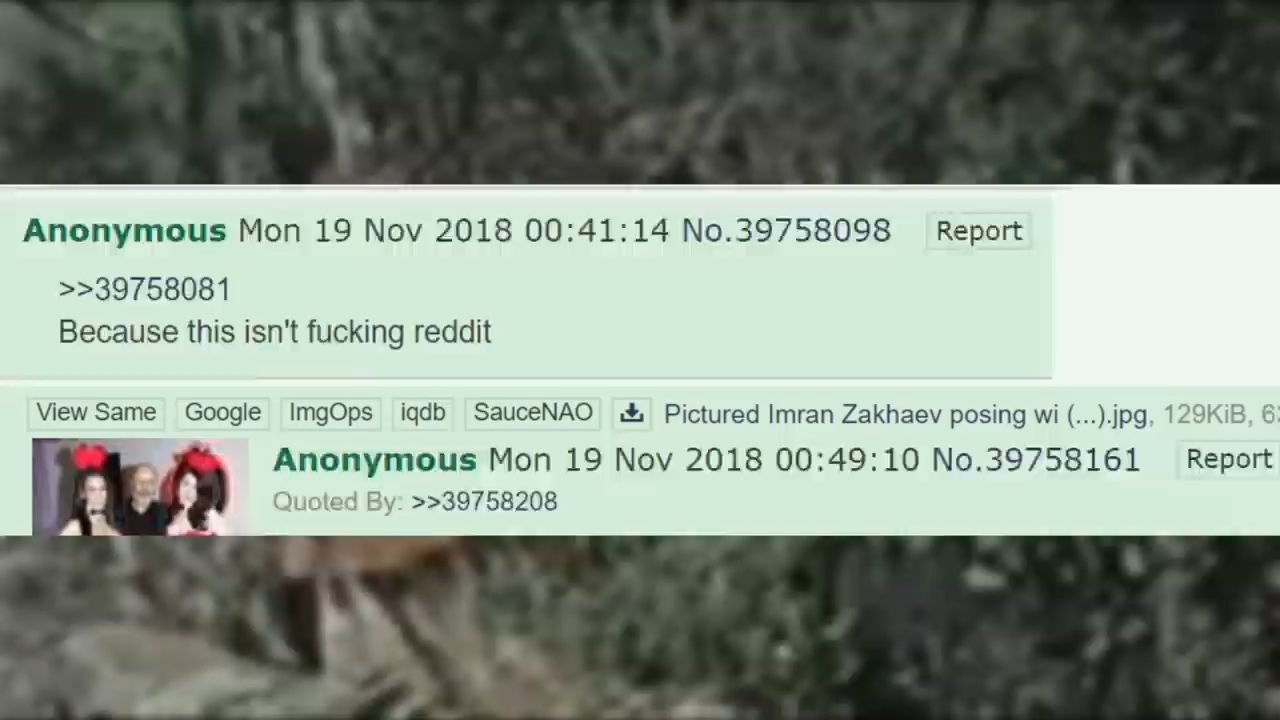 Anonymous Mon 19 Nov 2018 00:41:14 No.39758098 Report
>>39758081
Because this isn't fucking reddit
View Same Google ImgOps iqdb SauceNAO Pictured Imran Zakhaev posing wi (...).jpg, 129KiB, 63
Anonymous Mon 19 Nov 2018 00:49:10 No.39758161 Report
Quoted By: >>39758208